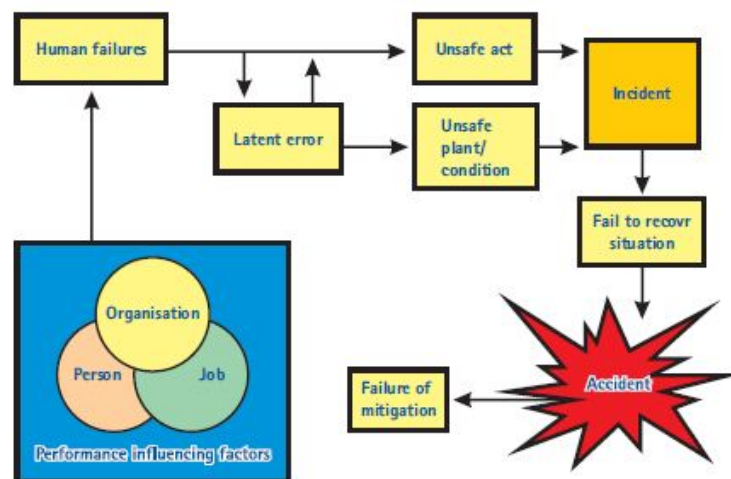 Human failures
Unsafe act
Incident
Latent error
Unsafe
plant/
condition
Fail to recovr
situation
Organisation
Person
Job
Performance influencing factors
Failure of
mitigation
Accident